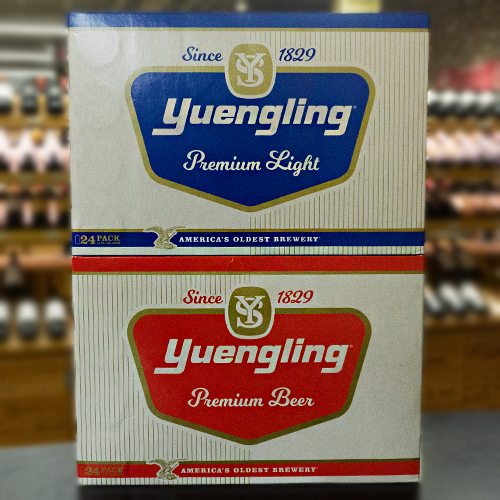 Since 1829
YS
Yuengling
Premium Light
24 PACK
AMERICA'S OLDEST BREWERY
Since 1829
YS
Yuengling
Premium Beer
24 PACK
AMERICA'S OLDEST BREWERY